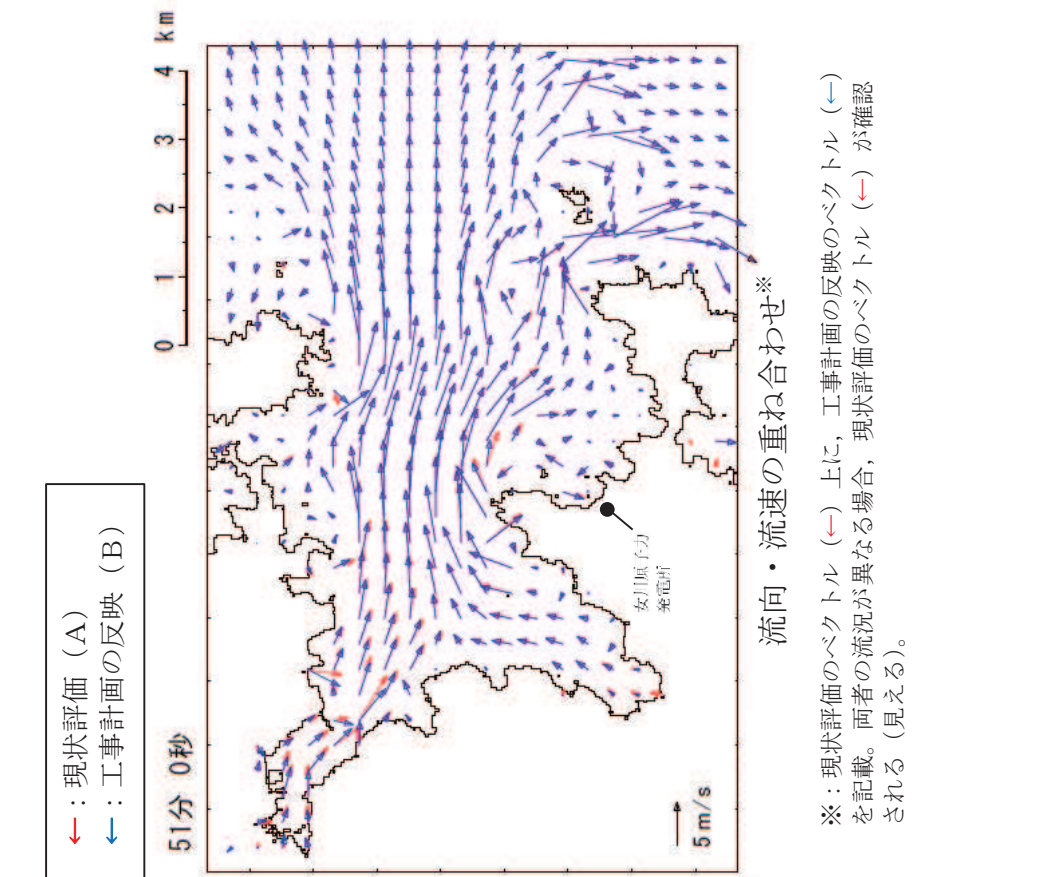 ←：現状評価（A）
←：工事計画の反映（B）
51分 0秒
0 1 2 3 4 km
5m/s
女川原子力
発電所
流向・流速の重ね合わせ※
※：現状評価のベクトル（←）上に，工事計画の反映のベクトル（←）
を記載。両者の流況が異なる場合，現状評価のベクトル（←）が確認
される（見える）。